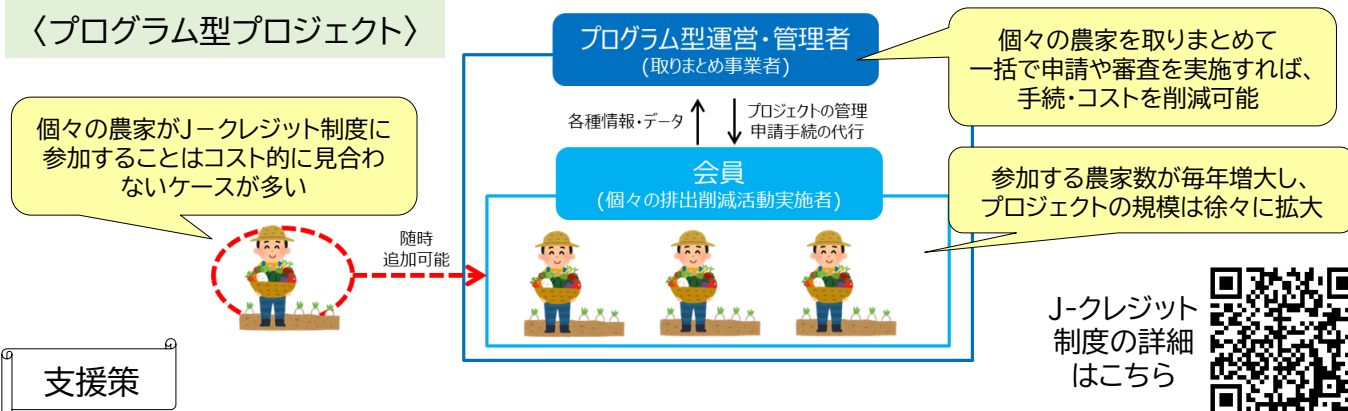 〈プログラム型プロジェクト〉
プログラム型運営・管理者
(取りまとめ事業者)
個々の農家を取りまとめて
一括で申請や審査を実施すれば、
手続・コストを削減可能
各種情報・データ
プロジェクトの管理
申請手続の代行
個々の農家がJ－クレジット制度に
参加することはコスト的に見合わ
ないケースが多い
会員
(個々の排出削減活動実施者)
参加する農家数が毎年増大し、
プロジェクトの規模は徐々に拡大
随時
追加可能
J-クレジット
制度の詳細
はこちら
支援策